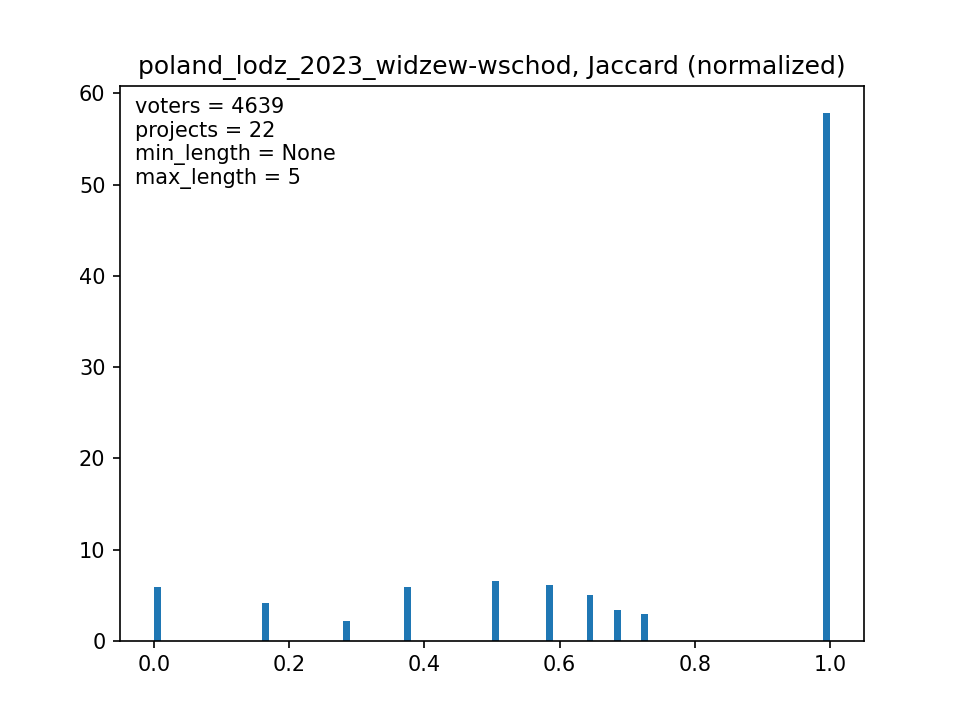 poland_lodz_2023_widzew-wschod, Jaccard (normalized)
60
voters = 4639
projects = 22
min_length = None
max_length = 5
50
40
30
20
10
0
0.0 0.2 0.4 0.6 0.8 1.0